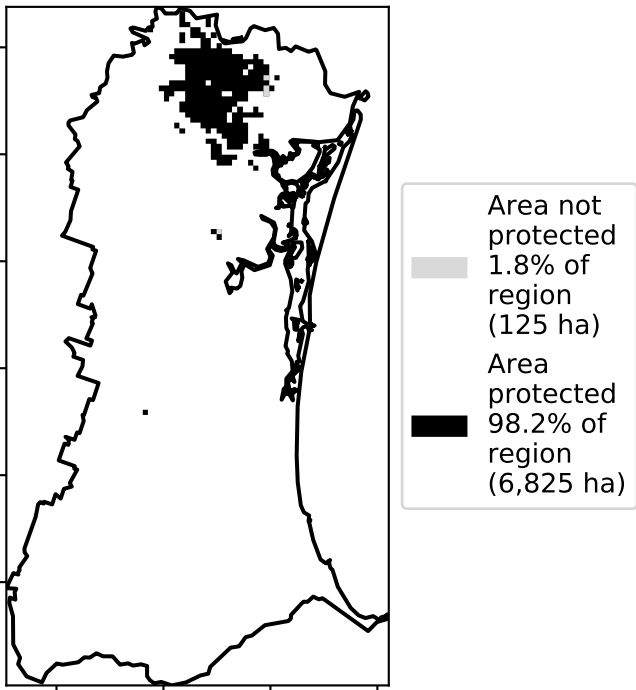 Area not
protected
1.8% of
region
(125 ha)
Area
protected
98.2% of
region
(6,825 ha)